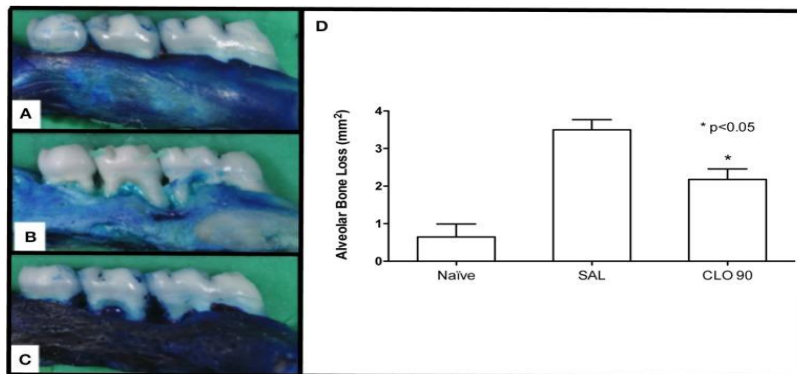 A
B
C
D
Alveolar Bone Loss (mm²)
4
3
2
1
0
* p<0.05
*
Naïve
SAL
CLO 90